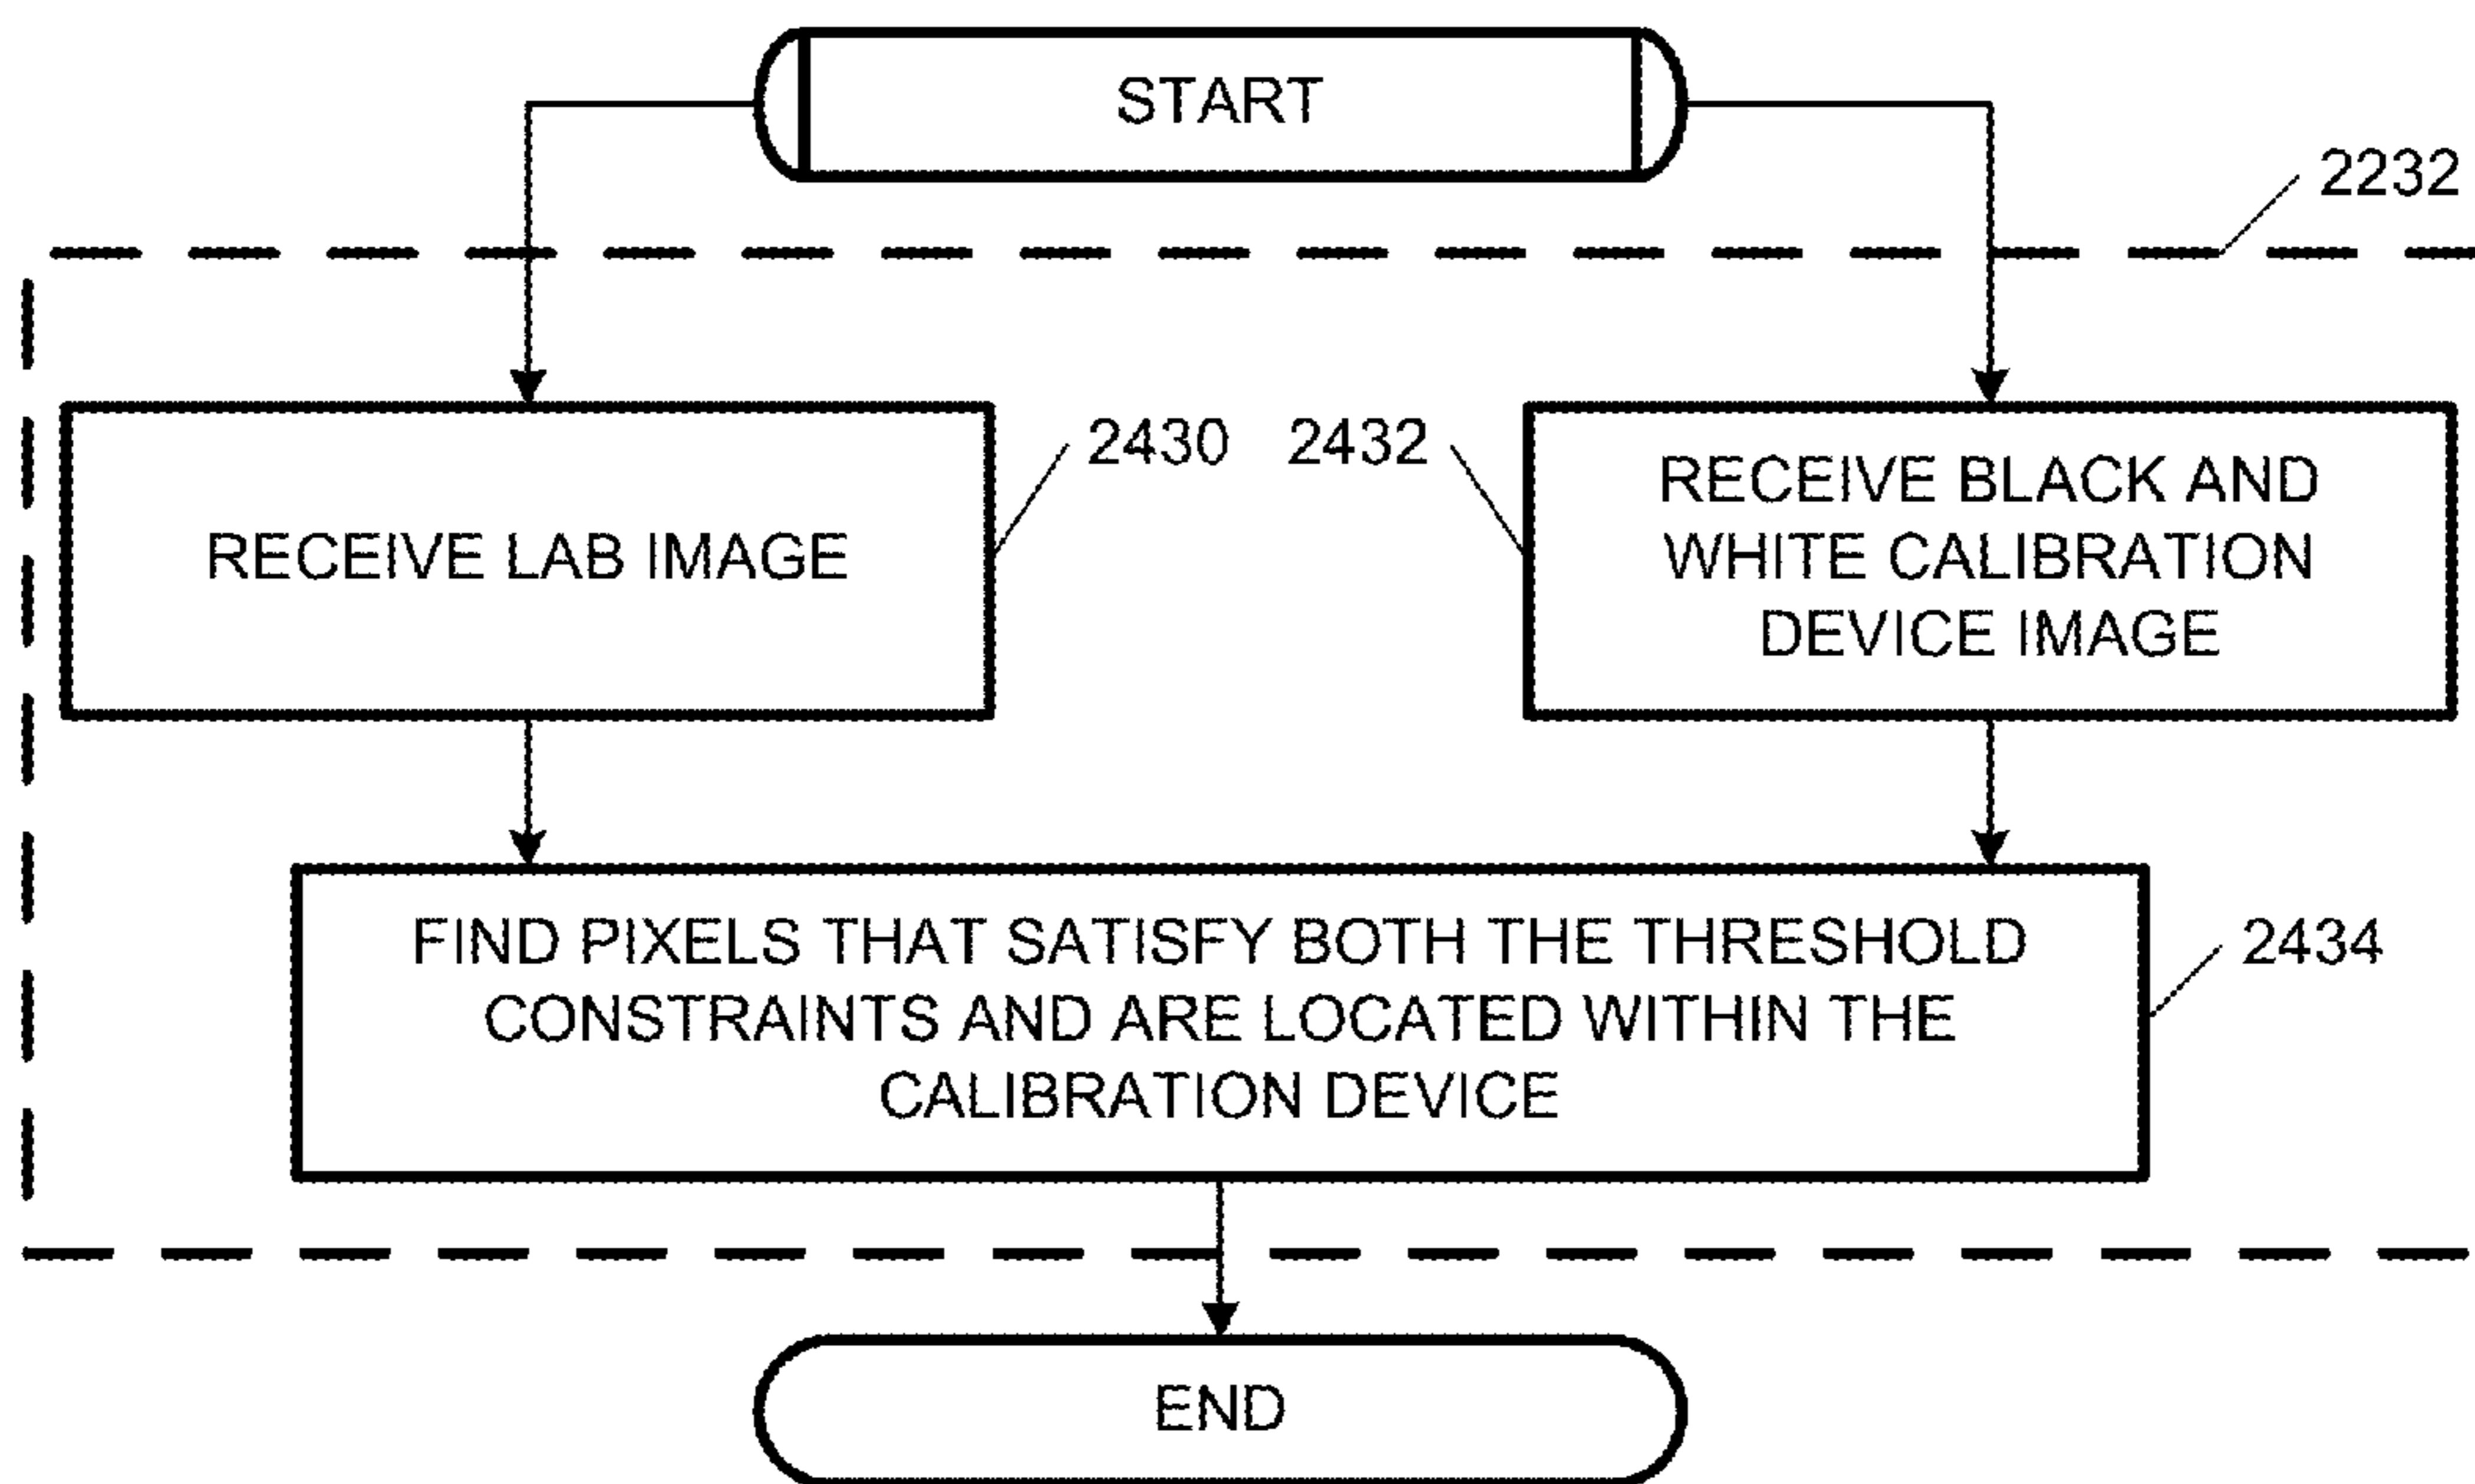 START
2232
2430
2432
RECEIVE LAB IMAGE
RECEIVE BLACK AND
WHITE CALIBRATION
DEVICE IMAGE
FIND PIXELS THAT SATISFY BOTH THE THRESHOLD
CONSTRAINTS AND ARE LOCATED WITHIN THE
CALIBRATION DEVICE
2434
END